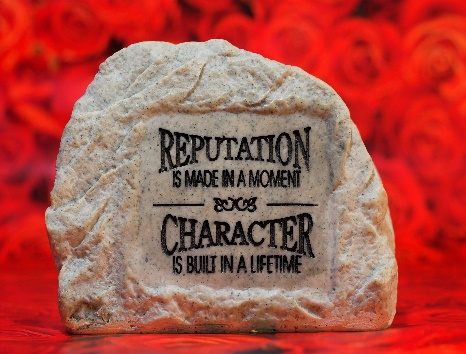 REPUTATION
IS MADE IN A MOMENT
CHARACTER
IS BUILT IN A LIFETIME